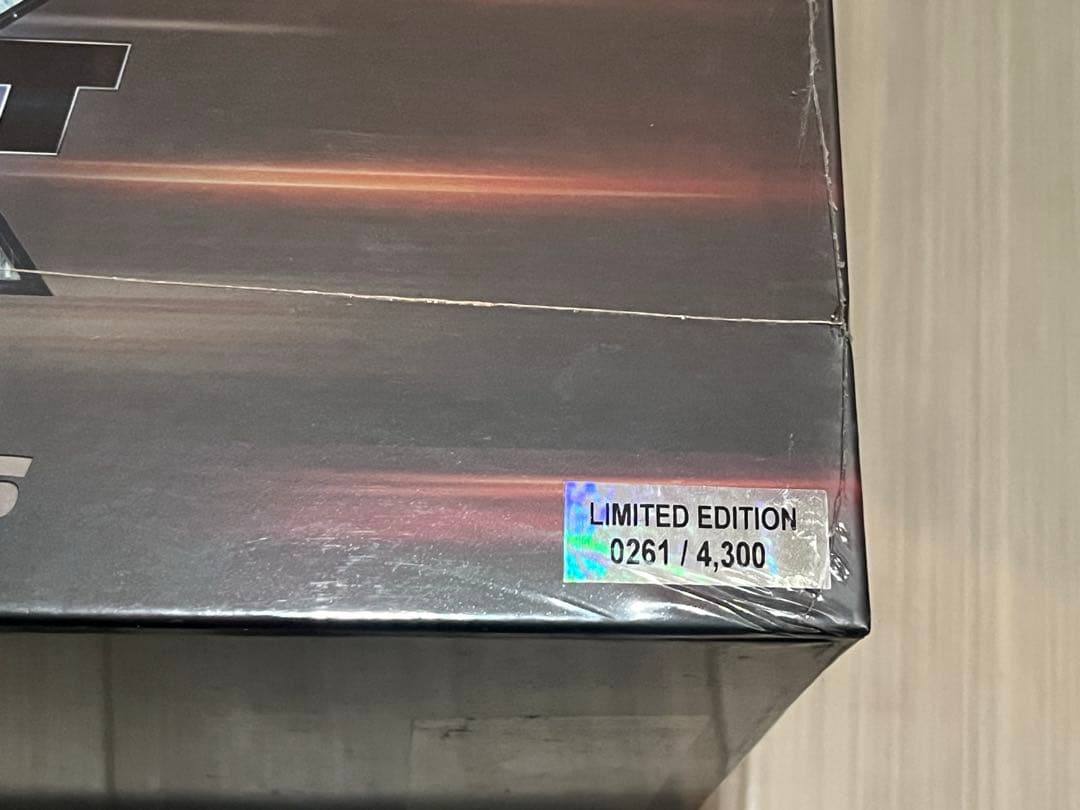 T
LIMITED EDITION
0261 / 4,300